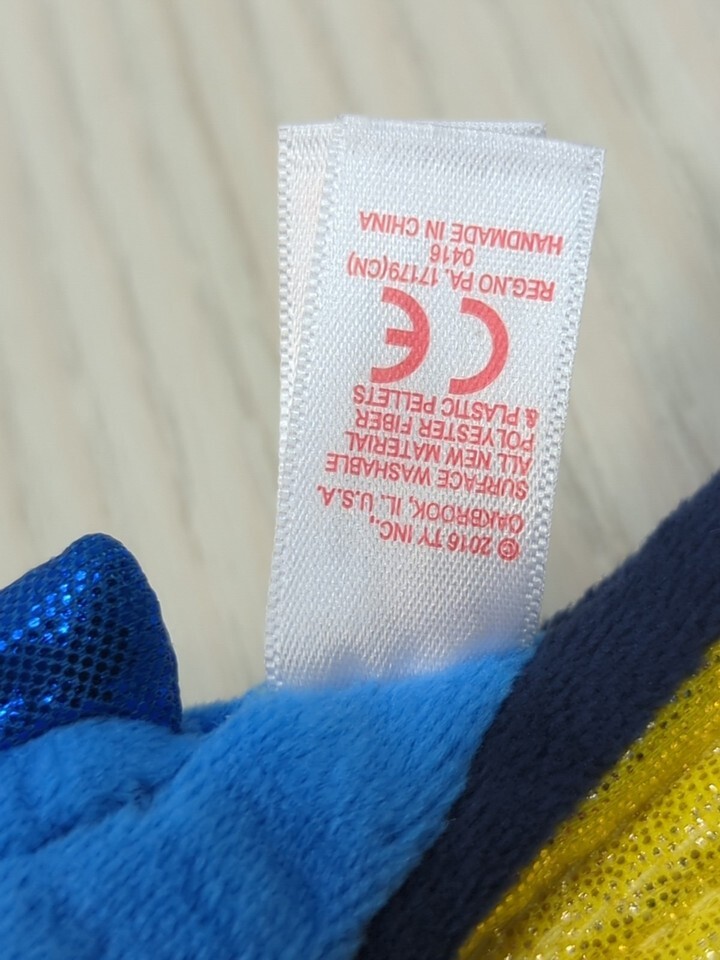 © 2016 TY INC.,
OAKBROOK, IL. U.S.A.
SURFACE WASHABLE
ALL NEW MATERIAL
POLYESTER FIBER
& PLASTIC PELLETS
CE
REG.NO PA. 17179(CN)
0416
HANDMADE IN CHINA